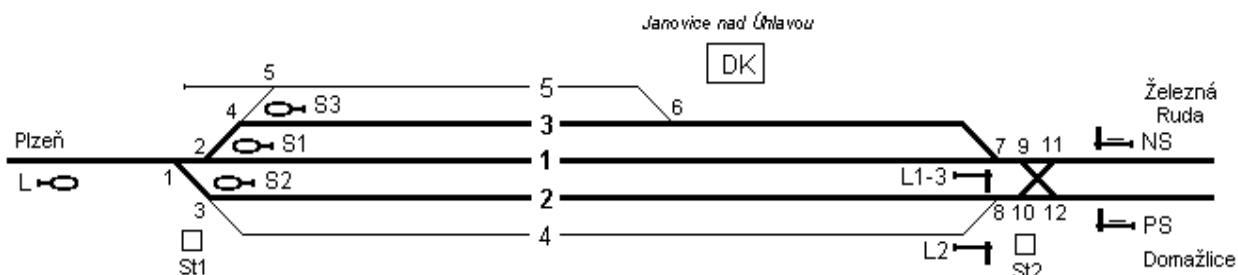 Janovice nad Úhlavou
DK
5
5
Železná
Ruda
4
S3
3
6
Plzeň
2
S1
1
7
9
11
NS
L
1
S2
L1-3
3
2
8
10
12
PS
4
St1
L2
St2
Domažlice